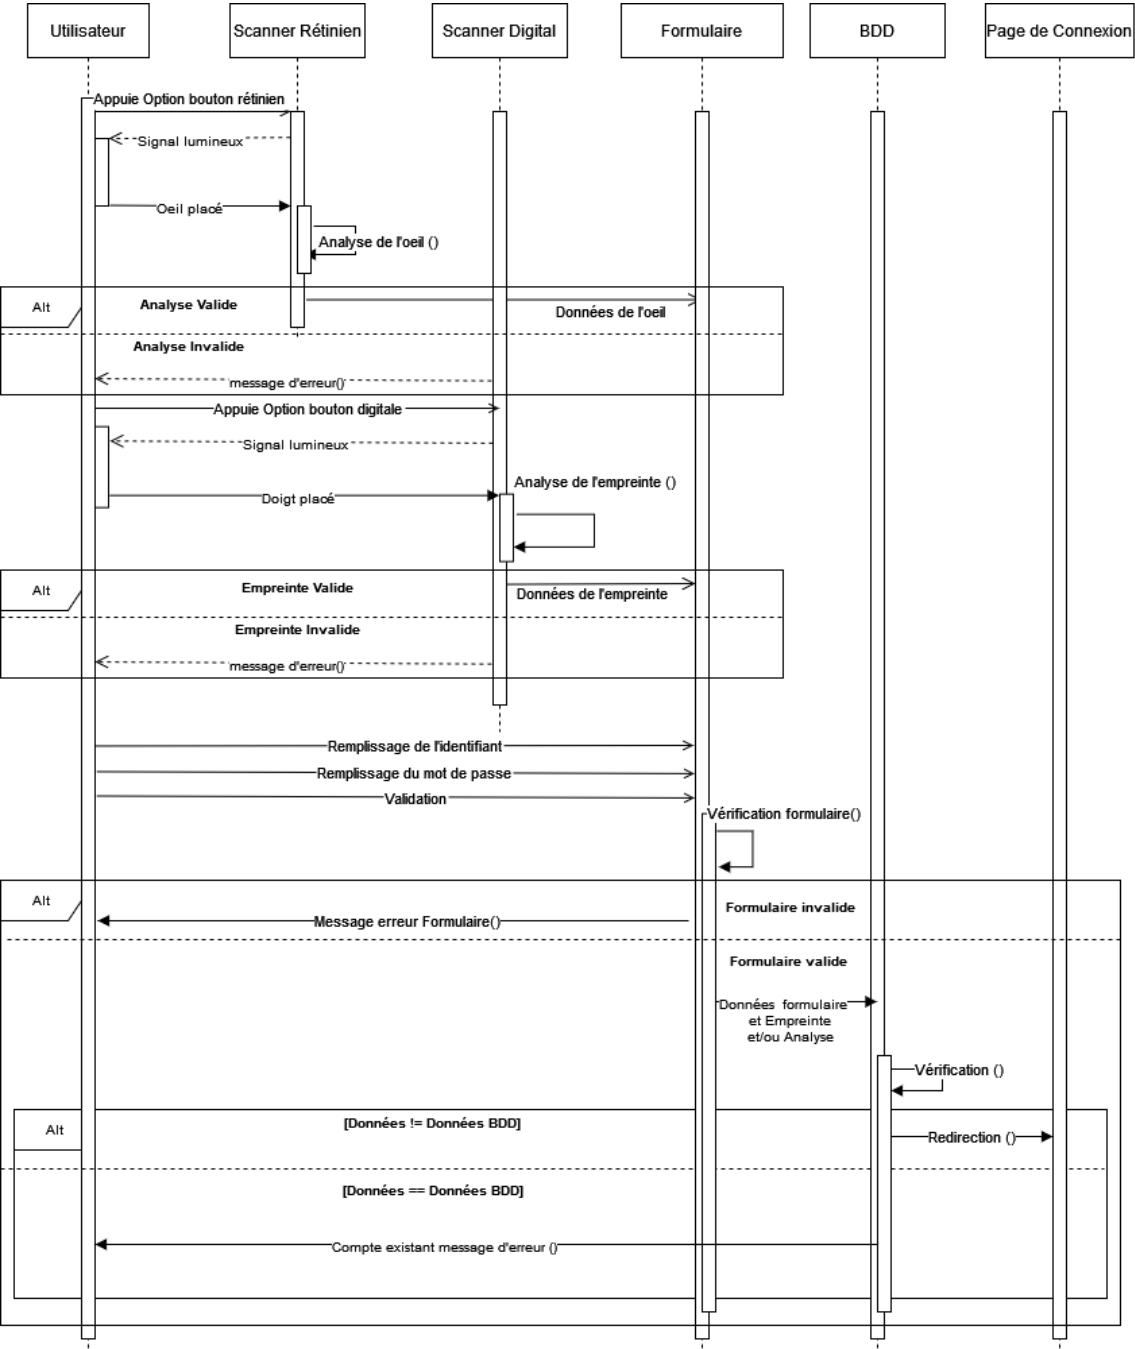 Utilisateur
Scanner Rétinien
Scanner Digital
Formulaire
BDD
Page de Connexion
Appuie Option bouton rétinien
Signal lumineux
Oeil placé
Analyse de l'oeil ()
Alt
Analyse Valide
Données de l'oeil
Analyse Invalide
message d'erreur()
Appuie Option bouton digitale
Signal lumineux
Analyse de l'empreinte ()
Doigt placé
Alt
Empreinte Valide
Données de l'empreinte
Empreinte Invalide
message d'erreur()
Remplissage de l'identifiant
Remplissage du mot de passe
Validation
Vérification formulaire()
Alt
Formulaire invalide
Message erreur Formulaire()
Formulaire valide
Données formulaire
et Empreinte
et/ou Analyse
Vérification ()
Alt
[Données != Données BDD]
Redirection ()
[Données == Données BDD]
Compte existant message d'erreur ()